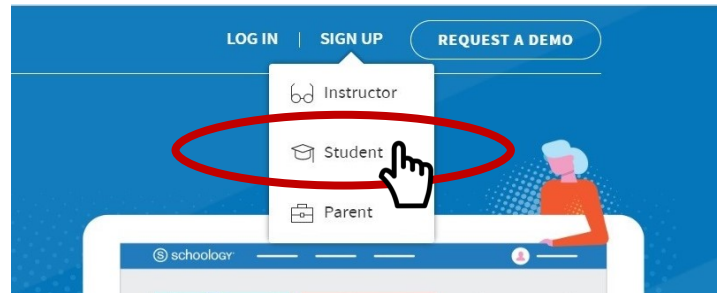 LOG IN | SIGN UP REQUEST A DEMO
Instructor
Student
Parent
S schoology